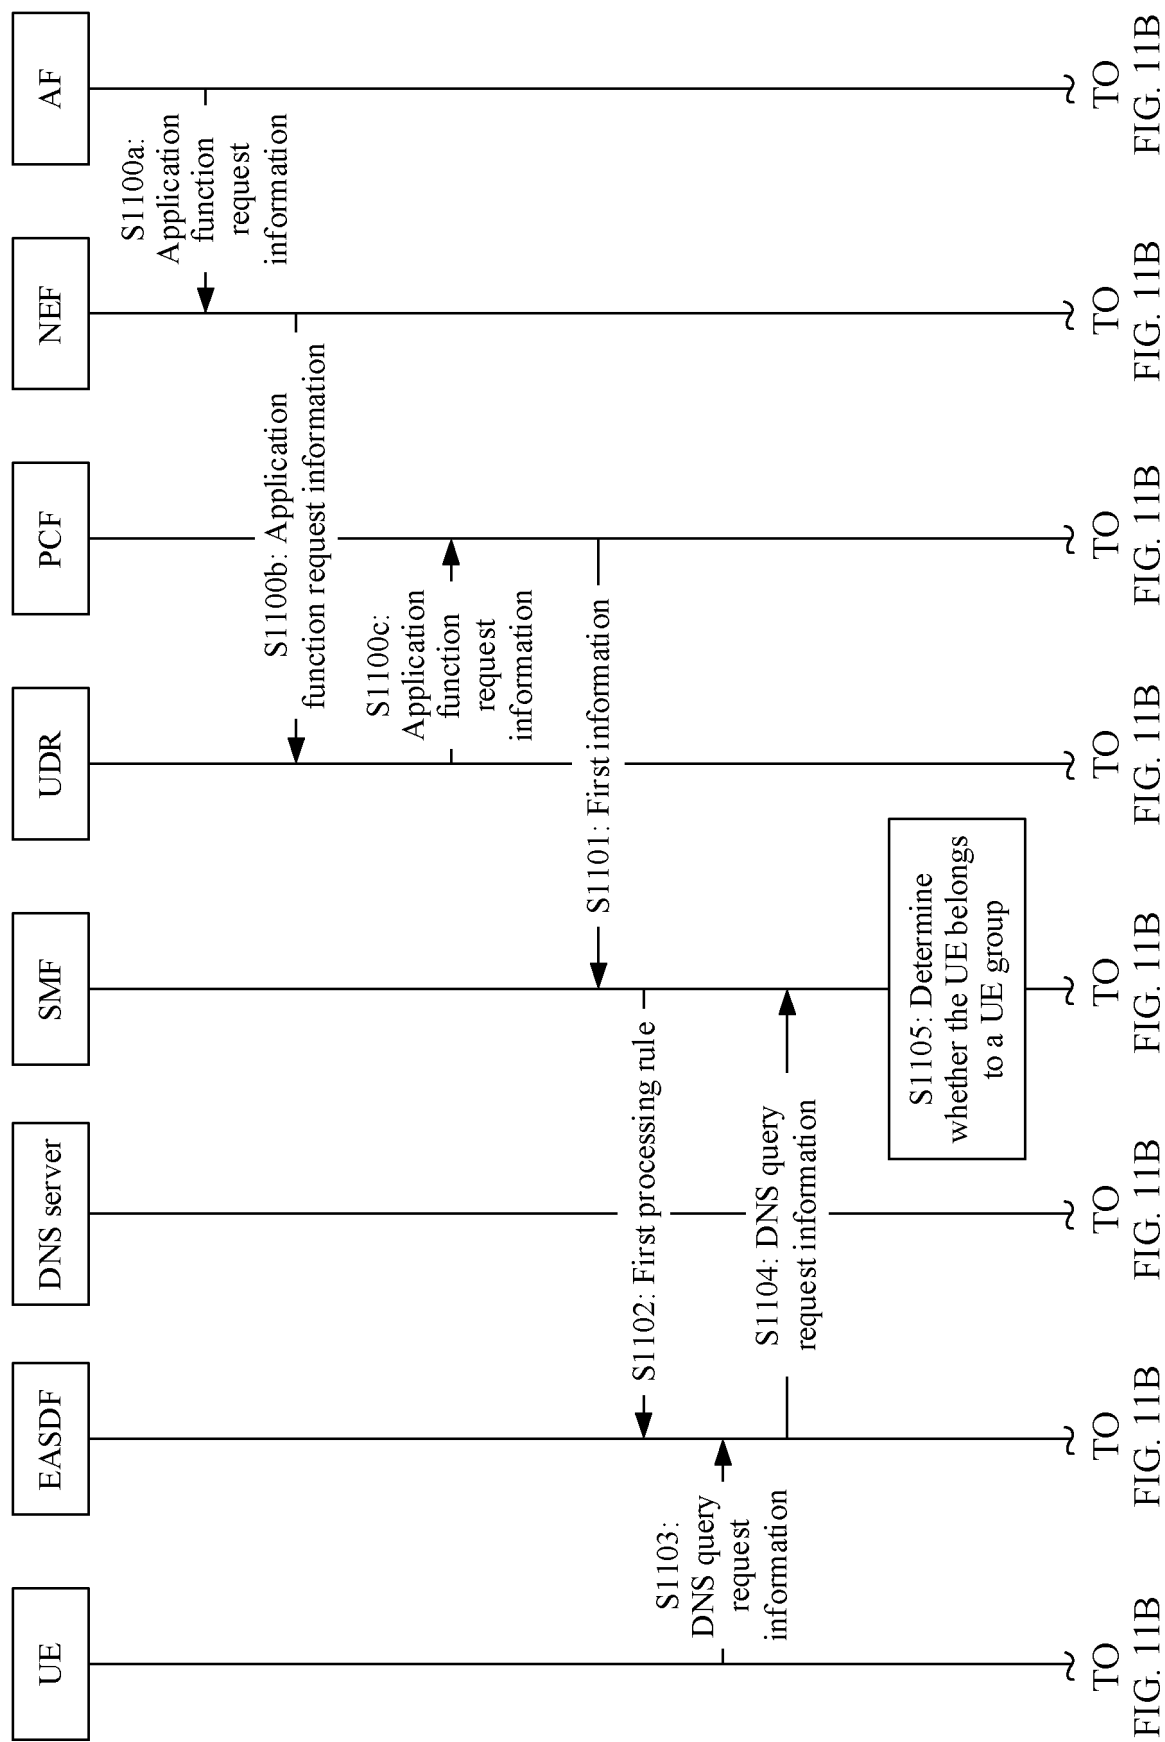 UE
EASDF
DNS server
SMF
UDR
PCF
NEF
AF
S1100a:
Application
function
request
information
S1100b: Application
function request information
S1100c:
Application
function
request
information
S1101: First information
S1102: First processing rule
S1103:
DNS query
request
information
S1104: DNS query
request information
S1105: Determine
whether the UE belongs
to a UE group
TO
FIG. 11B
TO
FIG. 11B
TO
FIG. 11B
TO
FIG. 11B
TO
FIG. 11B
TO
FIG. 11B
TO
FIG. 11B
TO
FIG. 11B